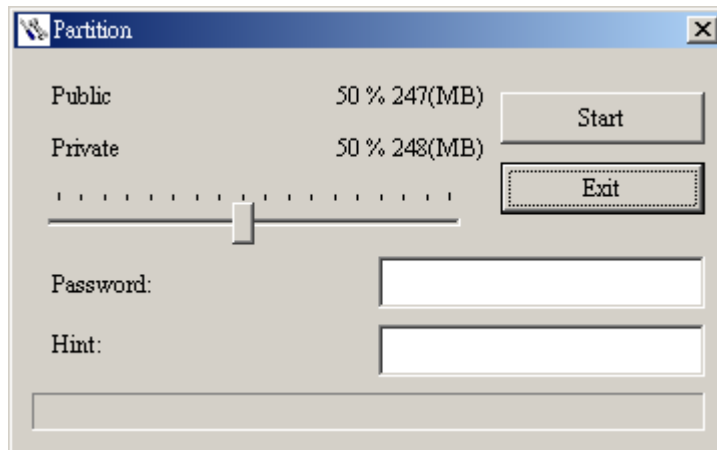 Partition
Public 50 % 247(MB)
Start
Private 50 % 248(MB)
Exit
Password:
Hint: